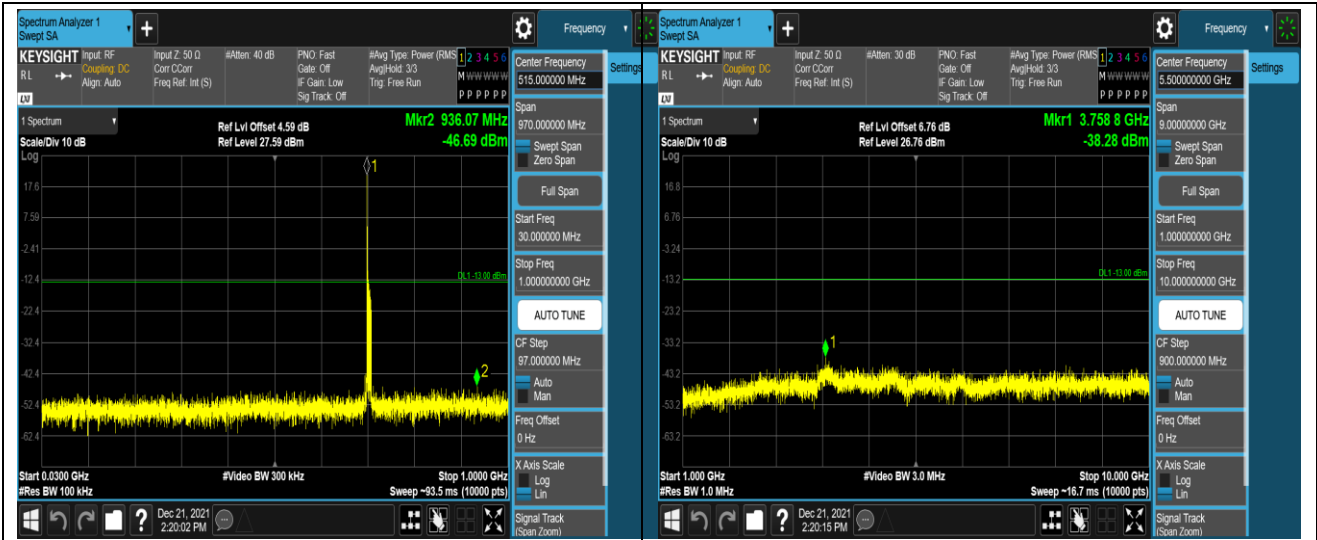 Spectrum Analyzer 1
Swept SA
+
Frequency
KEYSIGHT
RL
LXI
Input: RF
Coupling: DC
Align: Auto
Input Z: 50 Ω
Corr CCorr
Freq Ref: Int (S)
#Atten: 40 dB
PNO: Fast
Gate: Off
IF Gain: Low
Sig Track: Off
#Avg Type: Power (RMS
Avg|Hold: 3/3
Trig: Free Run
1 2 3 4 5 6
M W W W W W
P P P P P P
1 Spectrum
Scale/Div 10 dB
Log
Ref Lvl Offset 4.59 dB
Ref Level 27.59 dBm
Mkr2 936.07 MHz
-46.69 dBm
1
17.6
7.59
-2.41
DL1 -13.00 dBm
-12.4
-22.4
-32.4
-42.4
2
-52.4
-62.4
Start 0.0300 GHz
#Res BW 100 kHz
#Video BW 300 kHz
Stop 1.0000 GHz
Sweep ~93.5 ms (10000 pts)
?
Dec 21, 2021
2:20:02 PM
Center Frequency
515.000000 MHz
Settings
Span
970.000000 MHz
Swept Span
Zero Span
Full Span
Start Freq
30.000000 MHz
Stop Freq
1.000000000 GHz
AUTO TUNE
CF Step
97.000000 MHz
Auto
Man
Freq Offset
0 Hz
X Axis Scale
Log
Lin
Signal Track
(Span Zoom)
Spectrum Analyzer 1
Swept SA
+
Frequency
KEYSIGHT
RL
LXI
Input: RF
Coupling: DC
Align: Auto
Input Z: 50 Ω
Corr CCorr
Freq Ref: Int (S)
#Atten: 30 dB
PNO: Fast
Gate: Off
IF Gain: Low
Sig Track: Off
#Avg Type: Power (RMS
Avg|Hold: 3/3
Trig: Free Run
1 2 3 4 5 6
M W W W W W
P P P P P P
1 Spectrum
Scale/Div 10 dB
Log
Ref Lvl Offset 6.76 dB
Ref Level 26.76 dBm
Mkr1 3.758 8 GHz
-38.28 dBm
16.8
6.76
-3.24
DL1 -13.00 dBm
-13.2
-23.2
-33.2
1
-43.2
-53.2
-63.2
Start 1.000 GHz
#Res BW 1.0 MHz
#Video BW 3.0 MHz
Stop 10.000 GHz
Sweep ~16.7 ms (10000 pts)
?
Dec 21, 2021
2:20:15 PM
Center Frequency
5.500000000 GHz
Settings
Span
9.00000000 GHz
Swept Span
Zero Span
Full Span
Start Freq
1.000000000 GHz
Stop Freq
10.000000000 GHz
AUTO TUNE
CF Step
900.000000 MHz
Auto
Man
Freq Offset
0 Hz
X Axis Scale
Log
Lin
Signal Track
(Span Zoom)